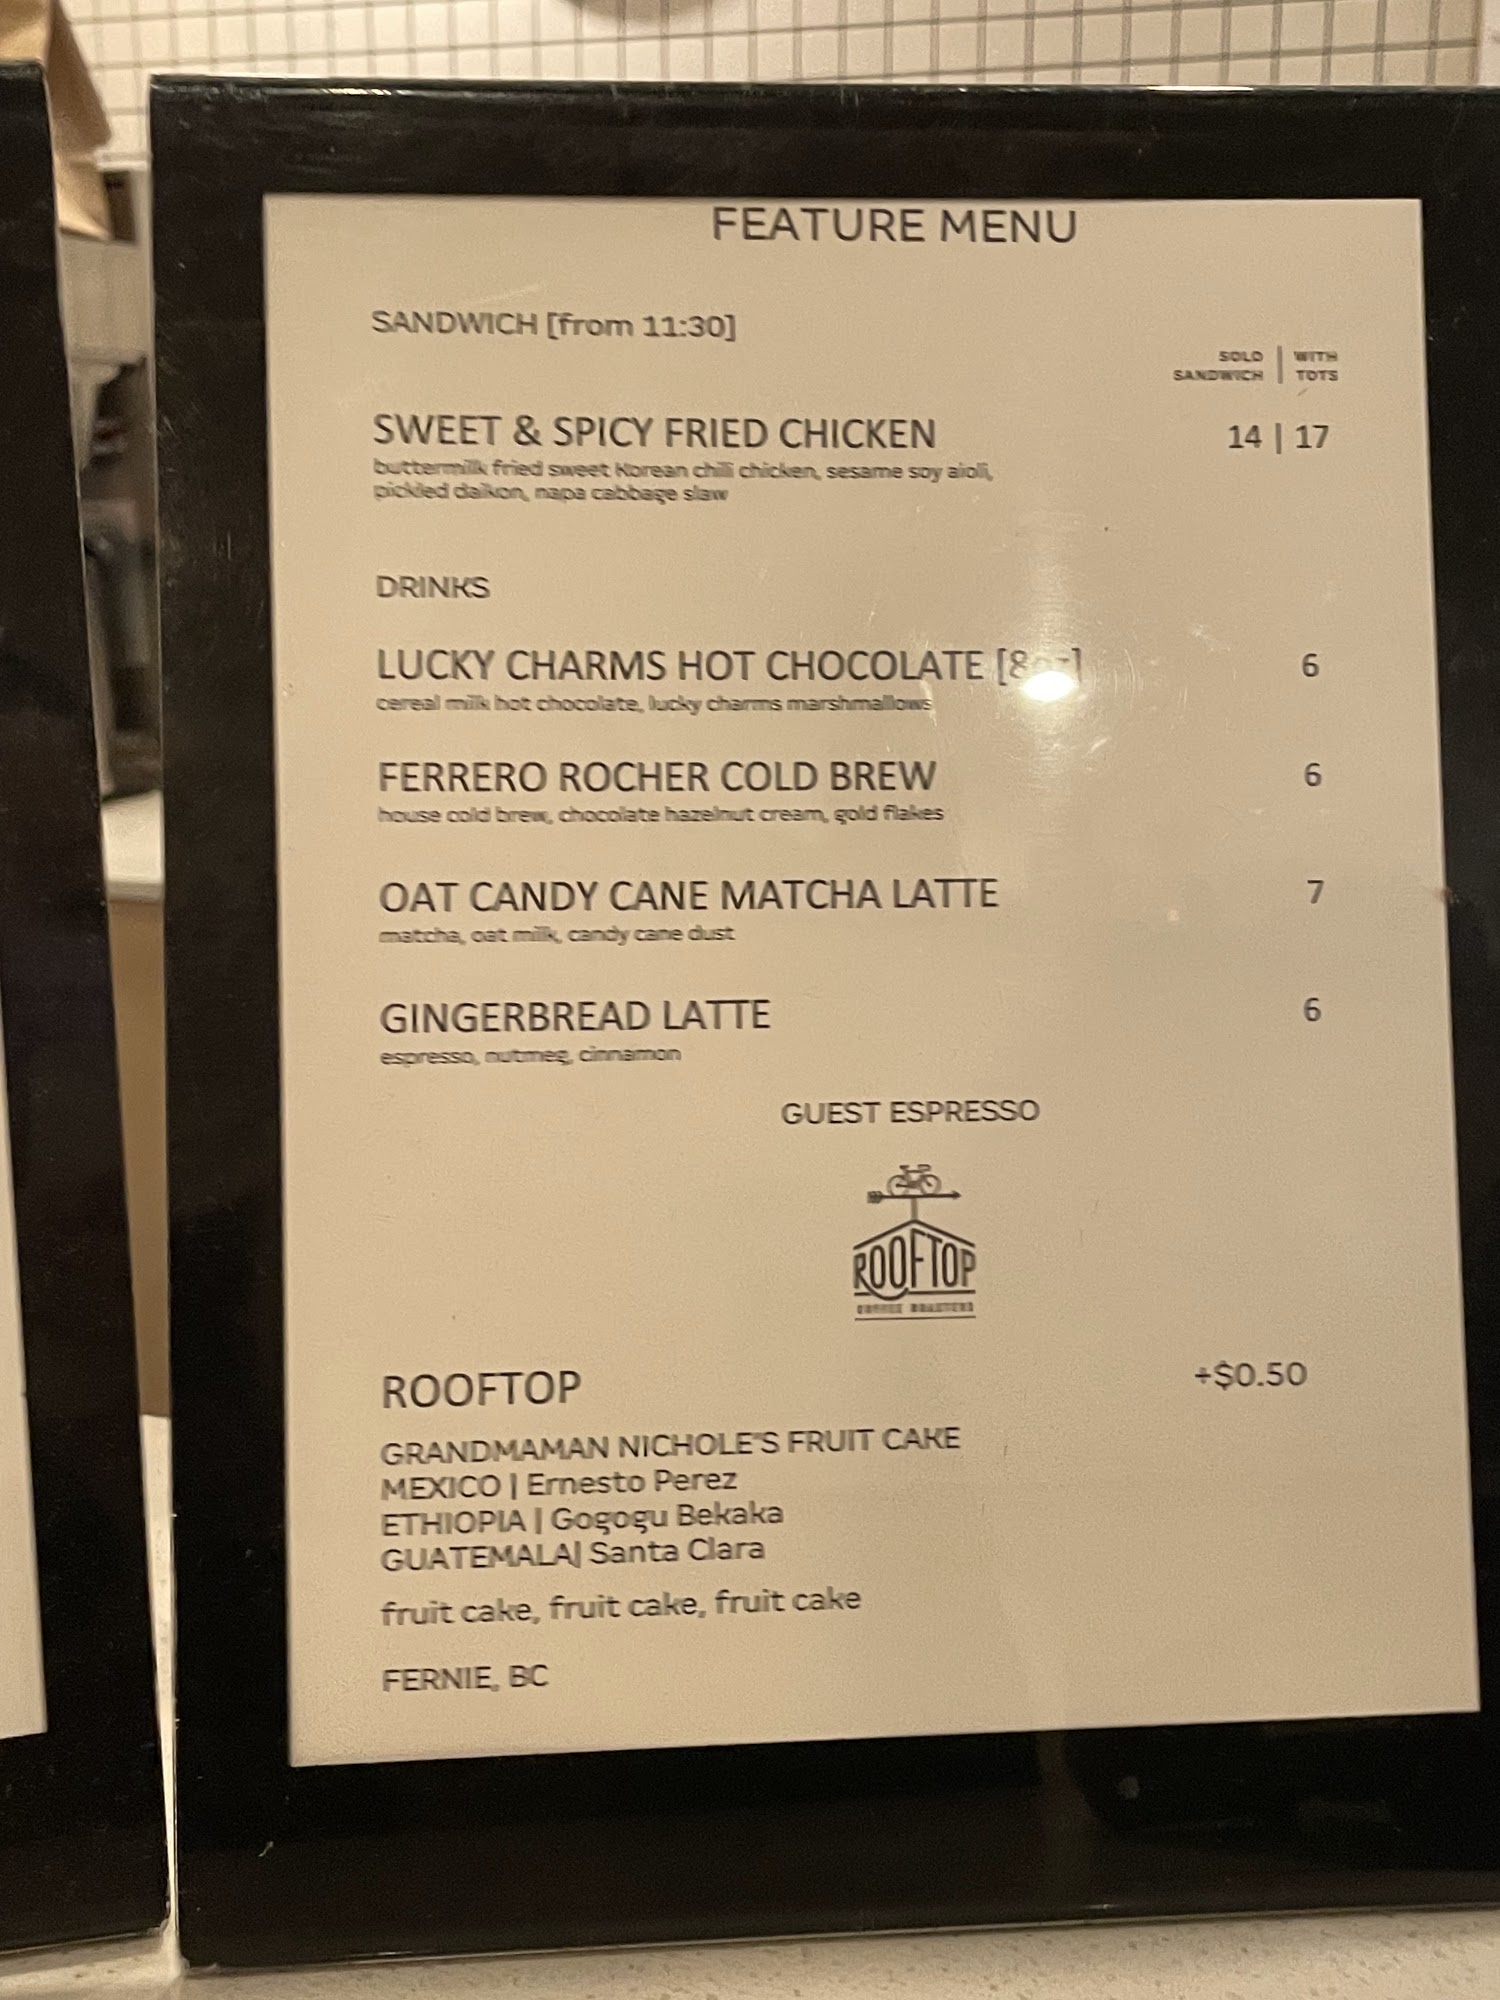 FEATURE MENU
SANDWICH [from 11:30]
SOLO | WITH
SANDWICH | TOTS
SWEET & SPICY FRIED CHICKEN 14 | 17
buttermilk fried sweet Korean chili chicken, sesame soy aioli,
pickled daikon, napa cabbage slaw
DRINKS
LUCKY CHARMS HOT CHOCOLATE [8oz] 6
cereal milk hot chocolate, lucky charms marshmallows
FERRERO ROCHER COLD BREW 6
house cold brew, chocolate hazelnut cream, gold flakes
OAT CANDY CANE MATCHA LATTE 7
matcha, oat milk, candy cane dust
GINGERBREAD LATTE 6
espresso, nutmeg, cinnamon
GUEST ESPRESSO
ROOFTOP
COFFEE ROASTERS
ROOFTOP +$0.50
GRANDMAMAN NICHOLE'S FRUIT CAKE
MEXICO | Ernesto Perez
ETHIOPIA | Gogogu Bekaka
GUATEMALA| Santa Clara
fruit cake, fruit cake, fruit cake
FERNIE, BC